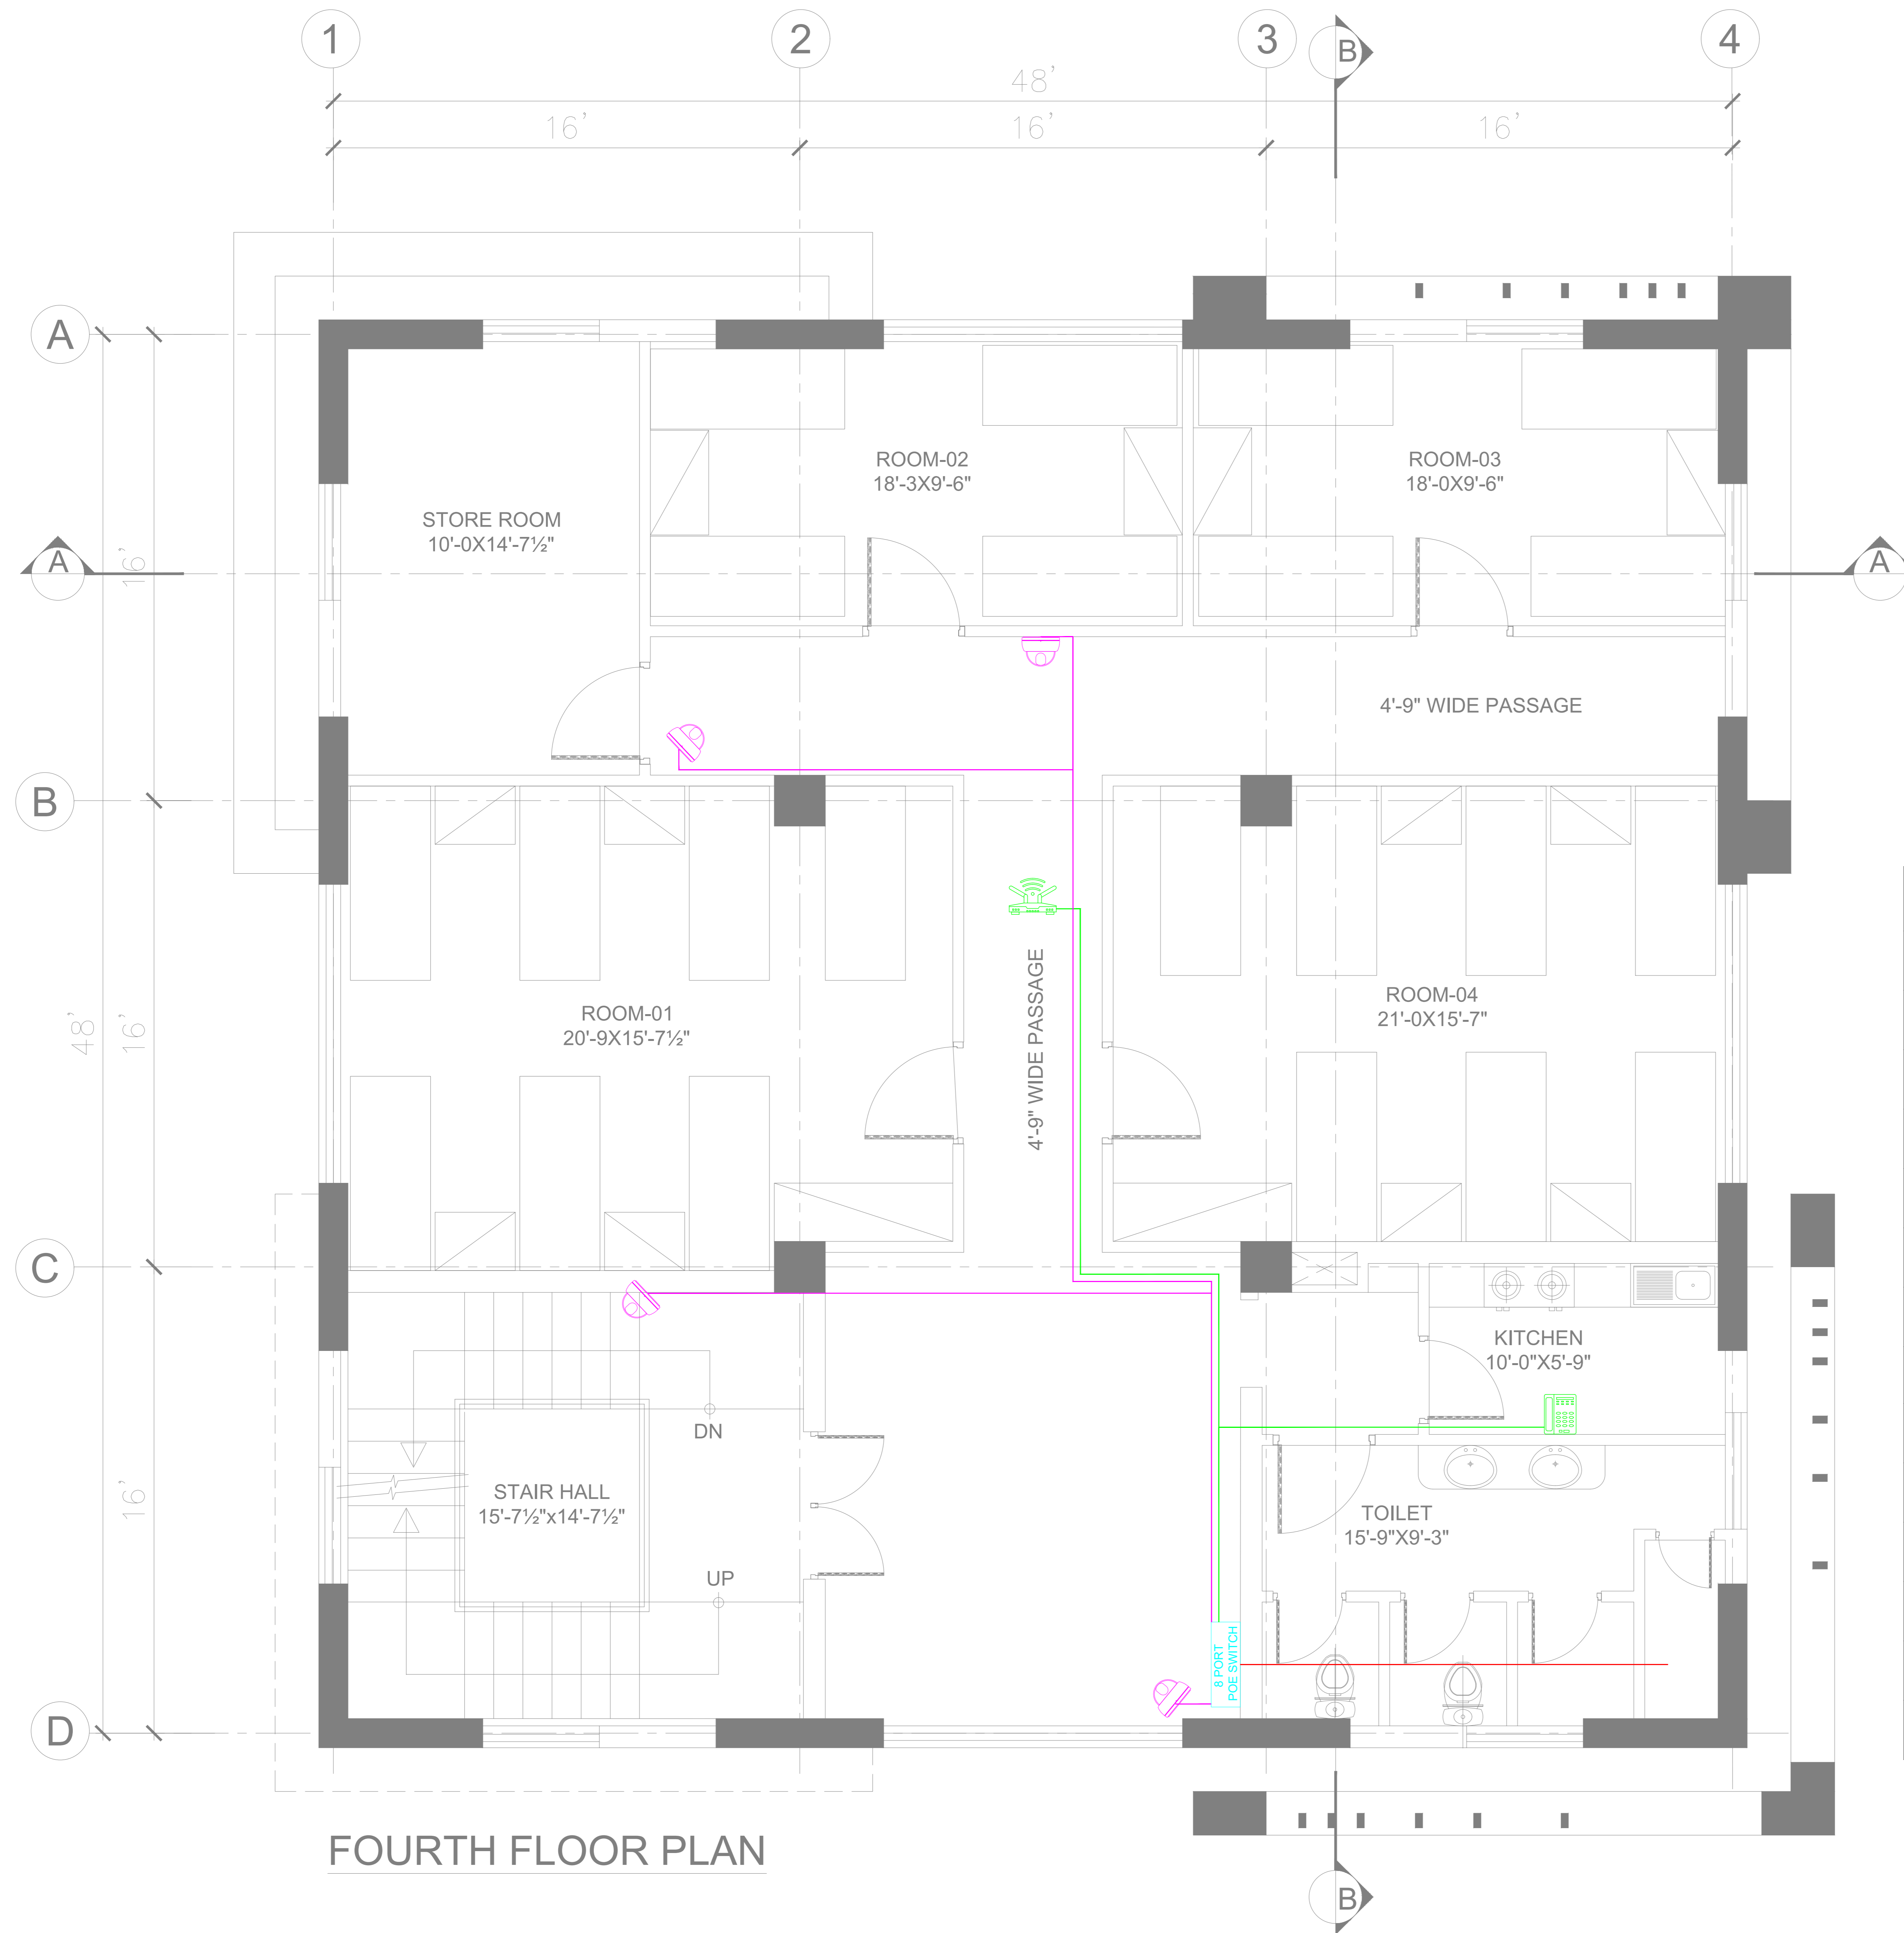 1
2
3
4
B
48'
16'
16'
16'
A
ROOM-02
18'-3X9'-6"
ROOM-03
18'-0X9'-6"
STORE ROOM
10'-0X14'-7½"
A
A
16'
4'-9" WIDE PASSAGE
B
4'-9" WIDE PASSAGE
ROOM-01
20'-9X15'-7½"
ROOM-04
21'-0X15'-7"
48'
16'
C
KITCHEN
10'-0"X5'-9"
DN
STAIR HALL
15'-7½"x14'-7½"
16'
TOILET
15'-9"X9'-3"
UP
8 PORT
POE SWITCH
D
FOURTH FLOOR PLAN
B